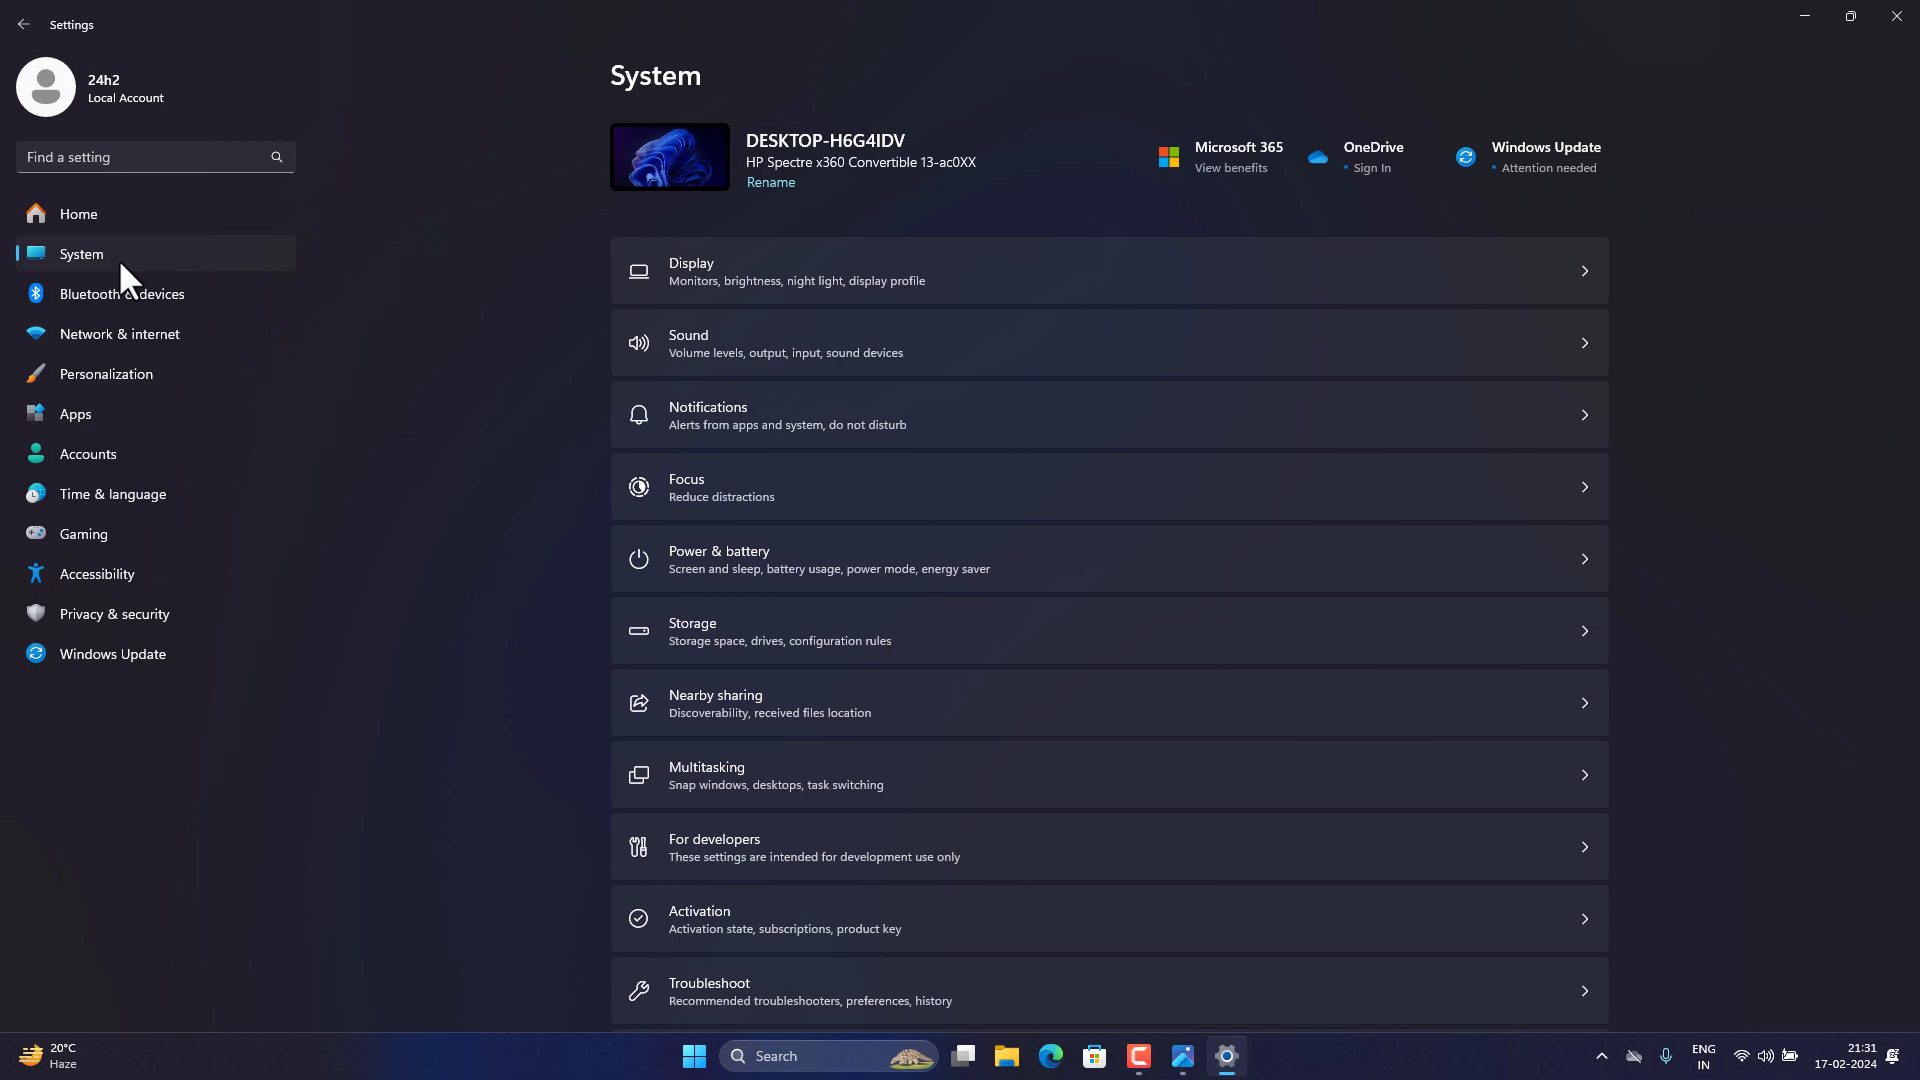 Settings
24h2
Local Account
Find a setting
Home
System
Bluetooth & devices
Network & internet
Personalization
Apps
Accounts
Time & language
Gaming
Accessibility
Privacy & security
Windows Update
System
DESKTOP-H6G4IDV
HP Spectre x360 Convertible 13-ac0XX
Rename
Microsoft 365
View benefits
OneDrive
• Sign In
Windows Update
• Attention needed
Display
Monitors, brightness, night light, display profile
Sound
Volume levels, output, input, sound devices
Notifications
Alerts from apps and system, do not disturb
Focus
Reduce distractions
Power & battery
Screen and sleep, battery usage, power mode, energy saver
Storage
Storage space, drives, configuration rules
Nearby sharing
Discoverability, received files location
Multitasking
Snap windows, desktops, task switching
For developers
These settings are intended for development use only
Activation
Activation state, subscriptions, product key
Troubleshoot
Recommended troubleshooters, preferences, history
20°C
Haze
Search
ENG
IN
21:31
17-02-2024